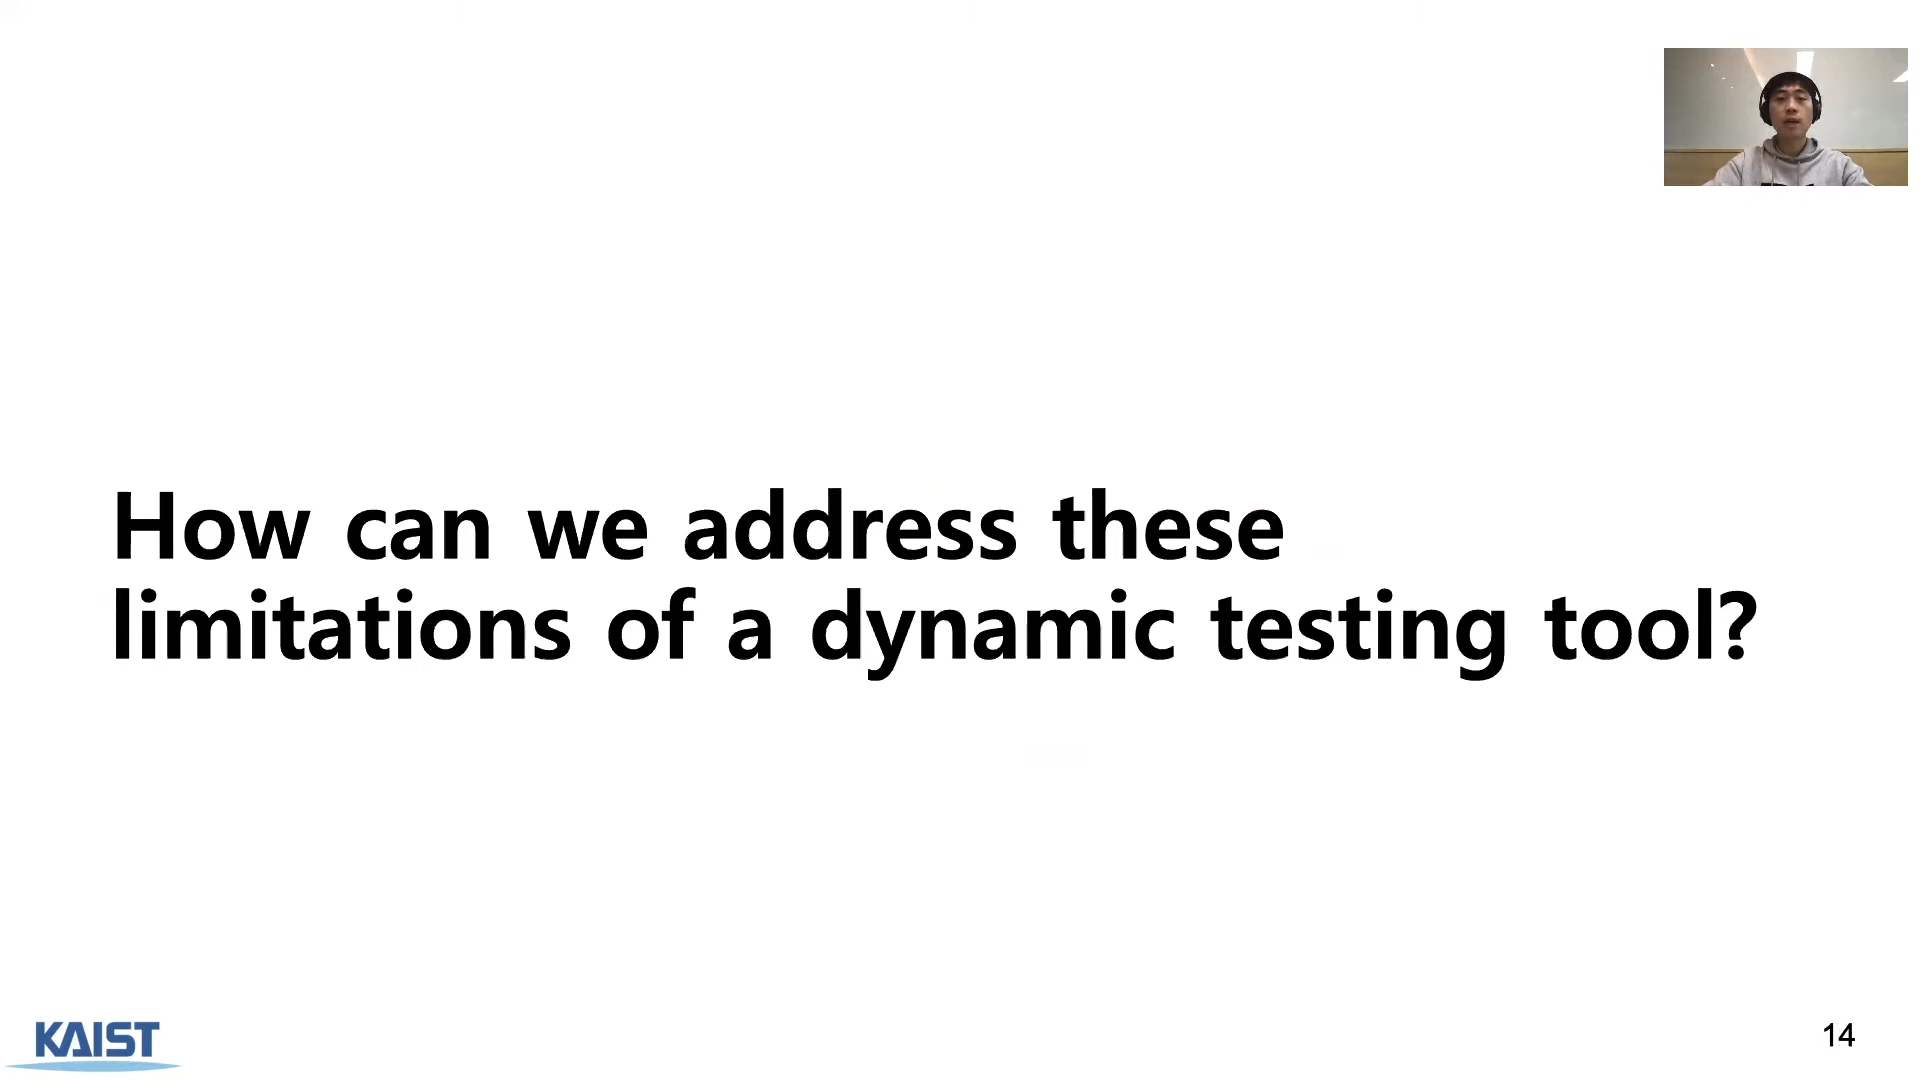 How can we address these
limitations of a dynamic testing tool?
KAIST
14